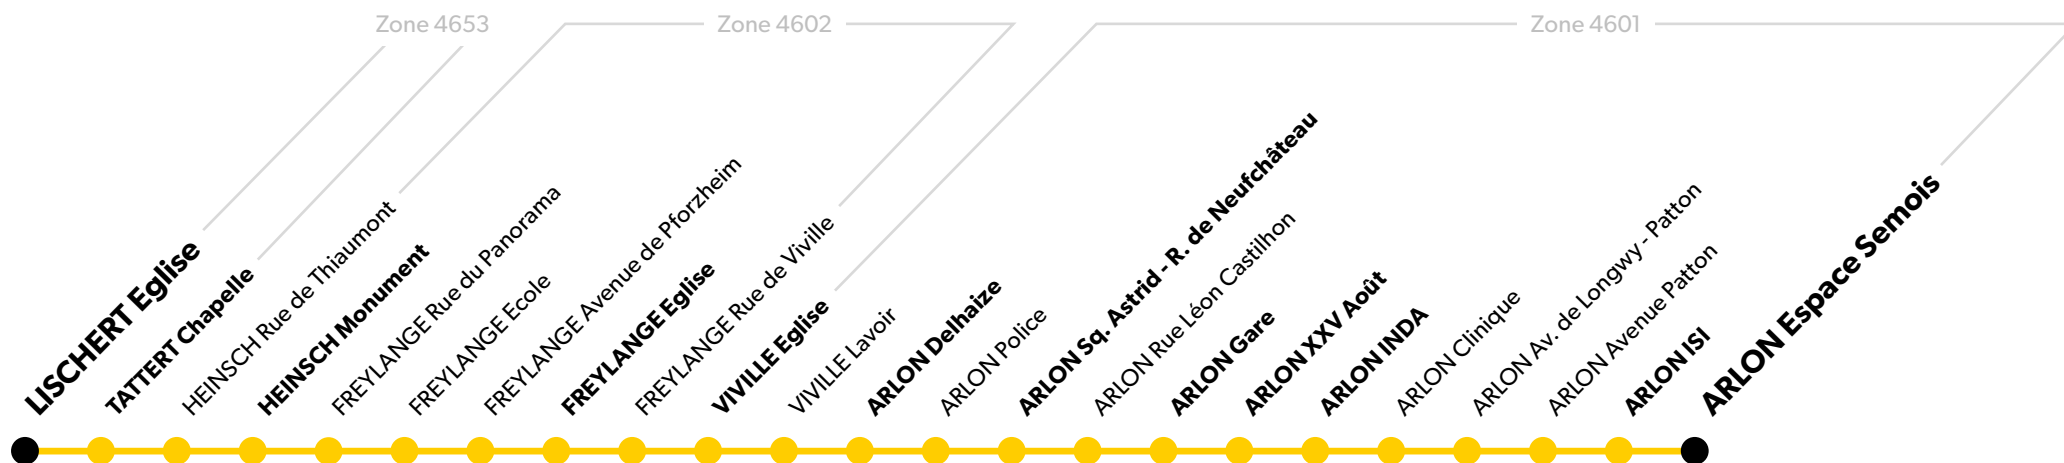 Zone 4653
Zone 4602
Zone 4601
LISCHERT Eglise
TATTERT Chapelle
HEINSCH Rue de Thiaumont
HEINSCH Monument
FREYLANGE Rue du Panorama
FREYLANGE Ecole
FREYLANGE Avenue de Pforzheim
FREYLANGE Eglise
FREYLANGE Rue de Viville
VIVILLE Eglise
VIVILLE Lavoir
ARLON Delhaize
ARLON Police
ARLON Sq. Astrid - R. de Neufchâteau
ARLON Rue Léon Castilhon
ARLON Gare
ARLON XXV Août
ARLON INDA
ARLON Clinique
ARLON Av. de Longwy - Patton
ARLON Avenue Patton
ARLON ISI
ARLON Espace Semois